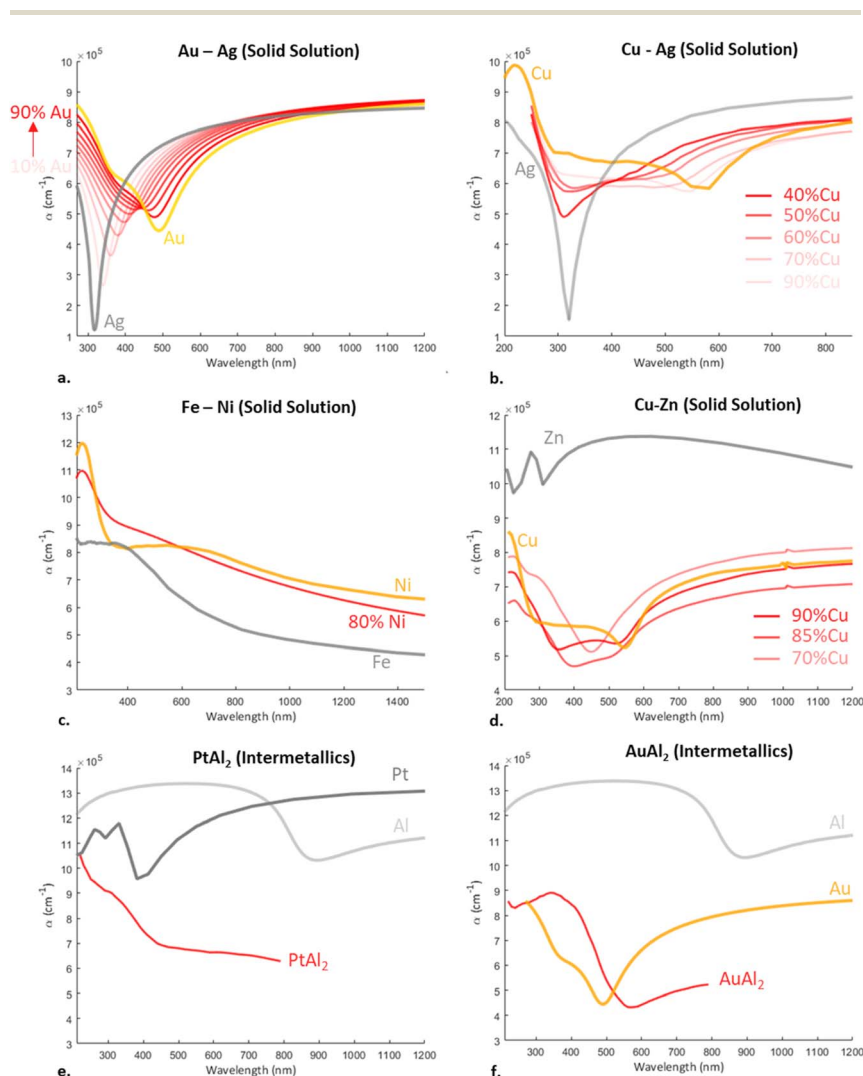 Au – Ag (Solid Solution)
×10⁵
10
9
8
7
6
5
4
3
2
1
α (cm⁻¹)
90% Au
10% Au
Ag
Au
300 400 500 600 700 800 900 1000 1100 1200
Wavelength (nm)
a.
Cu - Ag (Solid Solution)
×10⁵
10
9
8
7
6
5
4
3
2
1
α (cm⁻¹)
Cu
Ag
40%Cu
50%Cu
60%Cu
70%Cu
90%Cu
200 300 400 500 600 700 800
Wavelength (nm)
b.
Fe – Ni (Solid Solution)
×10⁵
13
12
11
10
9
8
7
6
5
4
3
α (cm⁻¹)
Ni
80% Ni
Fe
400 600 800 1000 1200 1400
Wavelength (nm)
c.
Cu-Zn (Solid Solution)
×10⁵
12
11
10
9
8
7
6
5
4
α (cm⁻¹)
Zn
Cu
90%Cu
85%Cu
70%Cu
200 300 400 500 600 700 800 900 1000 1100 1200
Wavelength (nm)
d.
PtAl₂ (Intermetallics)
×10⁵
14
13
12
11
10
9
8
7
6
5
4
3
α (cm⁻¹)
Pt
Al
PtAl₂
300 400 500 600 700 800 900 1000 1100 1200
Wavelength (nm)
e.
AuAl₂ (Intermetallics)
×10⁵
14
13
12
11
10
9
8
7
6
5
4
3
α (cm⁻¹)
Al
Au
AuAl₂
300 400 500 600 700 800 900 1000 1100 1200
Wavelength (nm)
f.